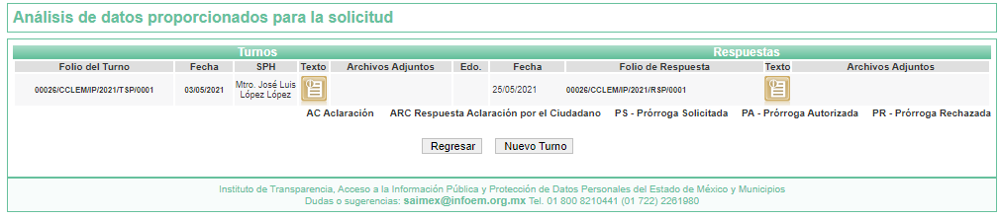 Análisis de datos proporcionados para la solicitud
Turnos Respuestas
Folio del Turno Fecha SPH Texto Archivos Adjuntos Edo. Fecha Folio de Respuesta Texto Archivos Adjuntos
00026/CCLEM/IP/2021/TSP/0001 03/05/2021 Mtro. José Luis López López 25/05/2021 00026/CCLEM/IP/2021/RSP/0001
AC Aclaración ARC Respuesta Aclaración por el Ciudadano PS - Prórroga Solicitada PA - Prórroga Autorizada PR - Prórroga Rechazada
Regresar Nuevo Turno
Instituto de Transparencia, Acceso a la Información Pública y Protección de Datos Personales del Estado de México y Municipios
Dudas o sugerencias: saimex@infoem.org.mx Tel. 01 800 8210441 (01 722) 2261980